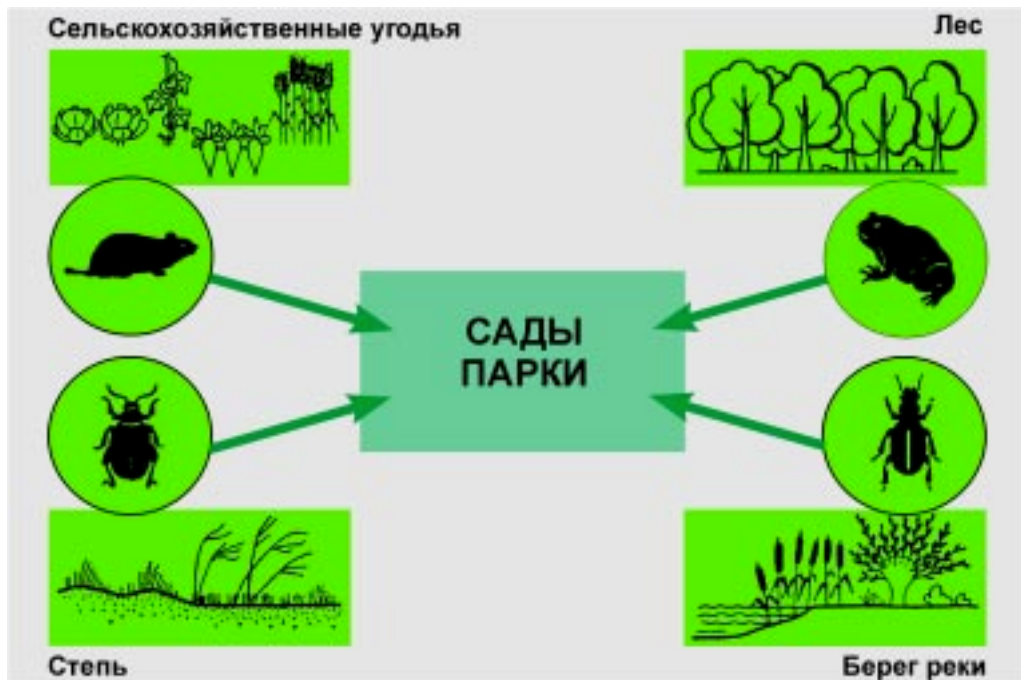 Сельскохозяйственные угодья
Лес
САДЫ
ПАРКИ
Степь
Берег реки